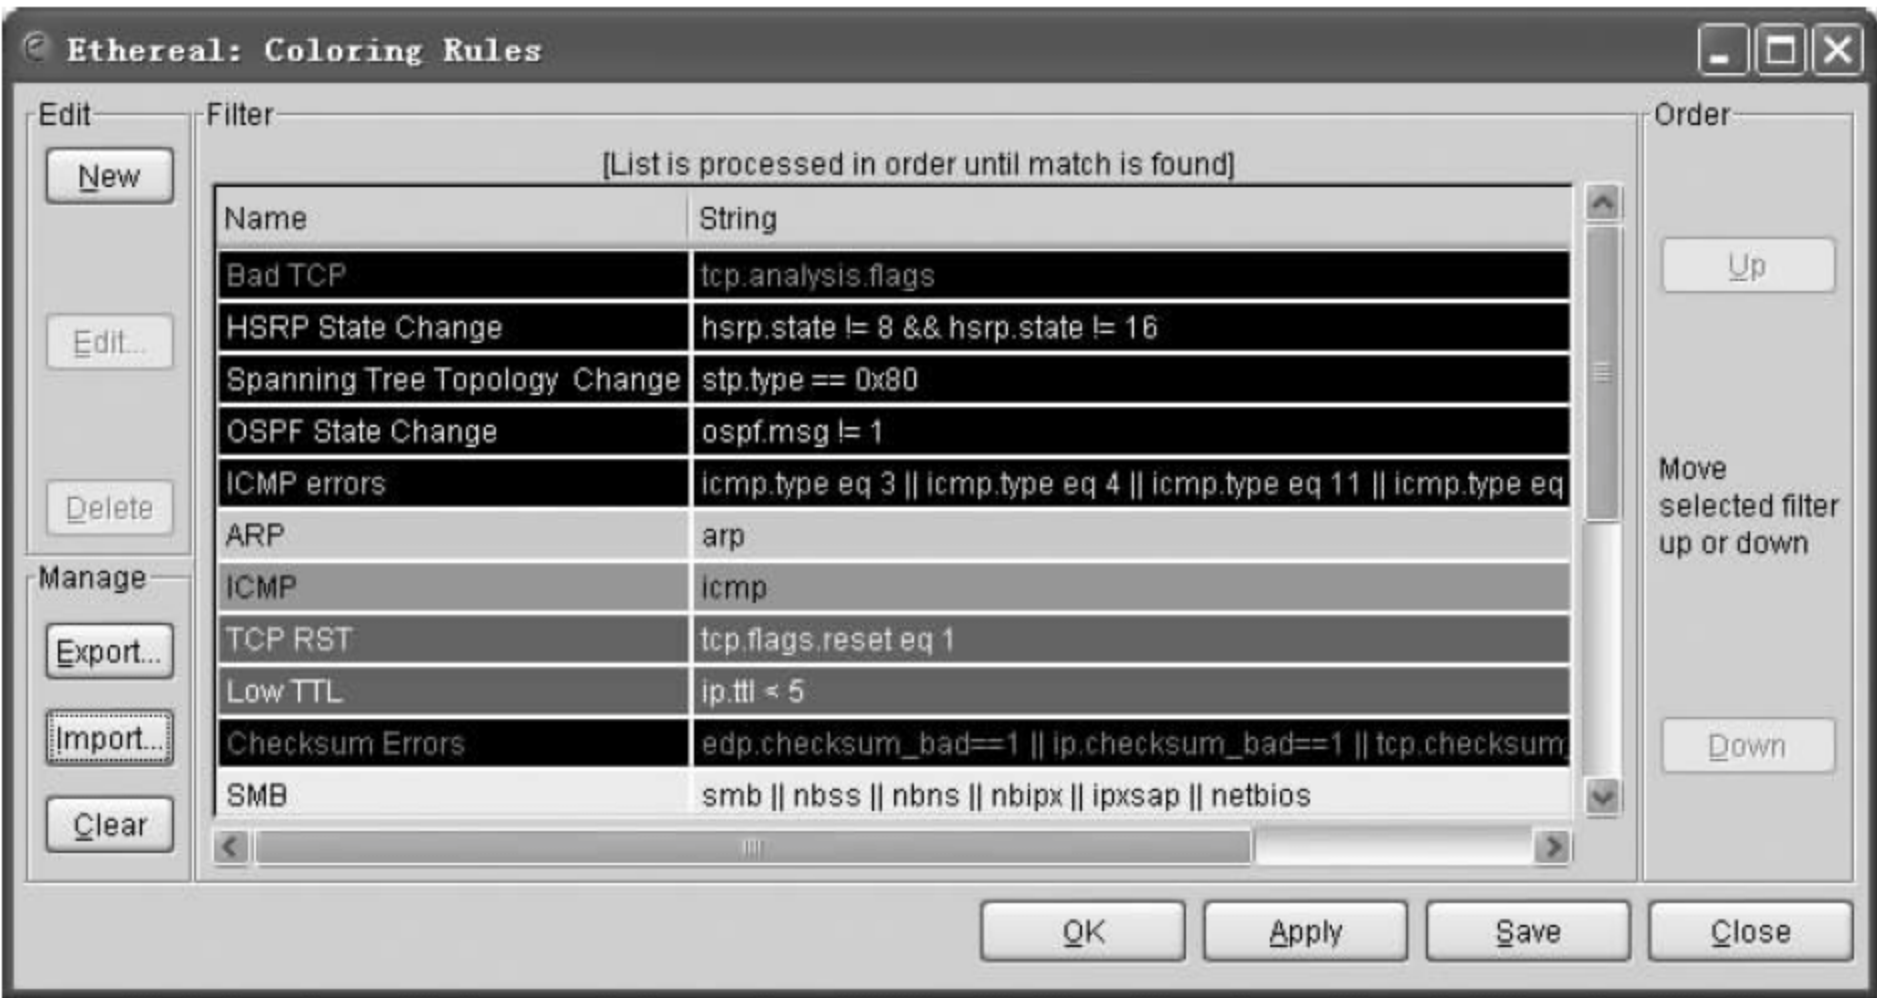 Ethereal: Coloring Rules
Edit
New
Edit...
Delete
Manage
Export...
Import...
Clear
Filter
[List is processed in order until match is found]
Name String
Bad TCP tcp.analysis.flags
HSRP State Change hsrp.state != 8 && hsrp.state != 16
Spanning Tree Topology Change stp.type == 0x80
OSPF State Change ospf.msg != 1
ICMP errors icmp.type eq 3 || icmp.type eq 4 || icmp.type eq 11 || icmp.type eq
ARP arp
ICMP icmp
TCP RST tcp.flags.reset eq 1
Low TTL ip.ttl < 5
Checksum Errors edp.checksum_bad==1 || ip.checksum_bad==1 || tcp.checksum_
SMB smb || nbss || nbns || nbipx || ipxsap || netbios
Order
Up
Move
selected filter
up or down
Down
OK Apply Save Close